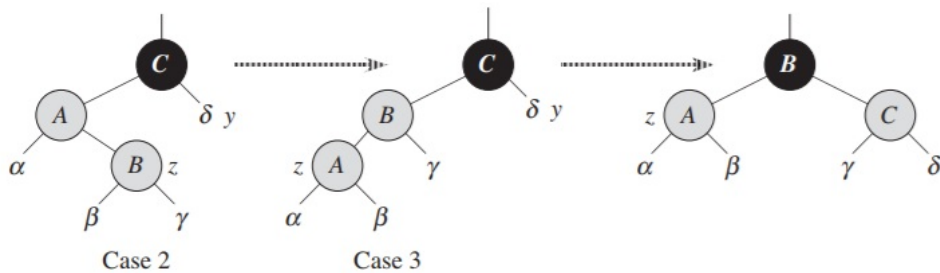 C C B
A δ y B δ y z A C
α B z z A γ α β γ δ
β γ α β
Case 2 Case 3